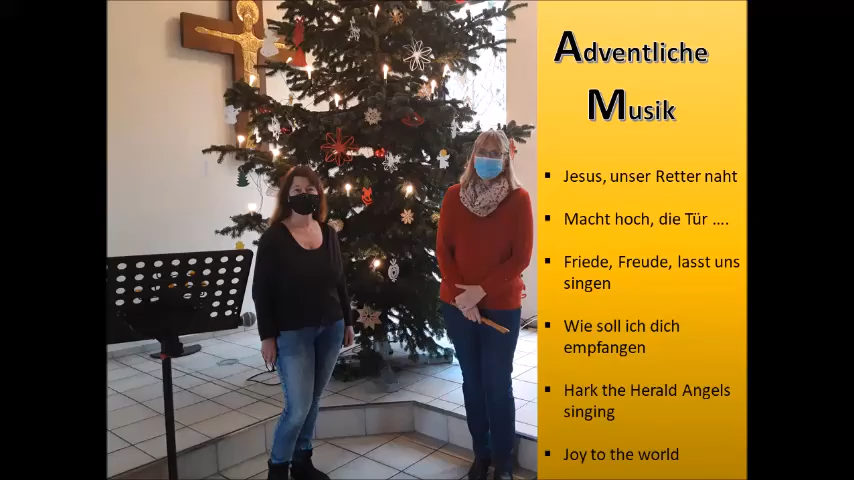 Adventliche
Musik
▪ Jesus, unser Retter naht
▪ Macht hoch, die Tür ....
▪ Friede, Freude, lasst uns
singen
▪ Wie soll ich dich
empfangen
▪ Hark the Herald Angels
singing
▪ Joy to the world